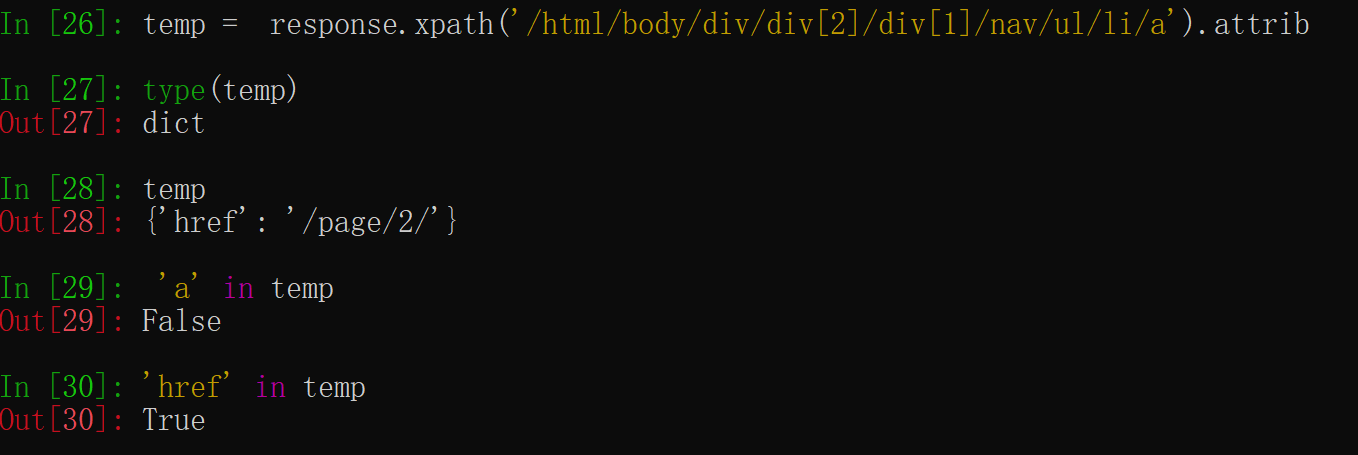 In [26]: temp =  response.xpath('/html/body/div/div[2]/div[1]/nav/ul/li/a').attrib
In [27]: type(temp)
Out[27]: dict
In [28]: temp
Out[28]: {'href': '/page/2/'}
In [29]:  'a' in temp
Out[29]: False
In [30]: 'href' in temp
Out[30]: True